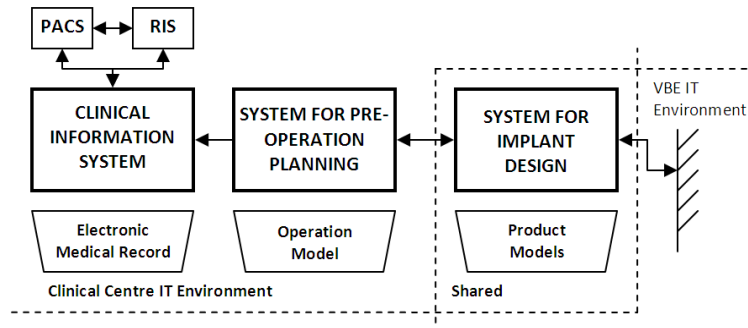 PACS
RIS
CLINICAL
INFORMATION
SYSTEM
SYSTEM FOR PRE-
OPERATION
PLANNING
SYSTEM FOR
IMPLANT
DESIGN
VBE IT
Environment
Electronic
Medical Record
Operation
Model
Product
Models
Clinical Centre IT Environment
Shared